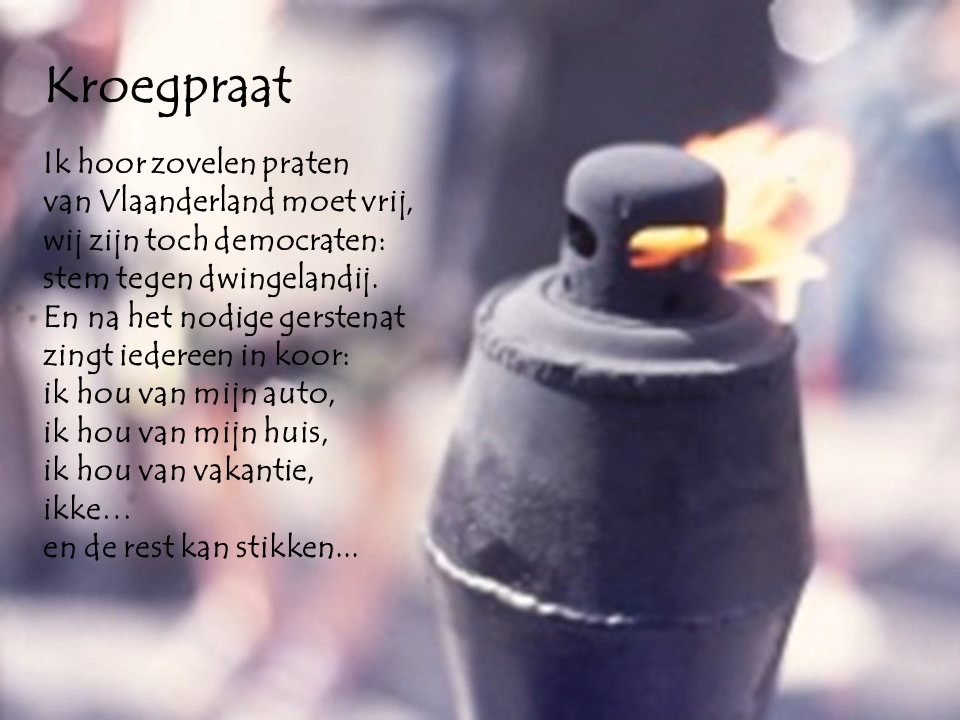 Kroegpraat
Ik hoor zovelen praten
van Vlaanderland moet vrij,
wij zijn toch democraten:
stem tegen dwingelandij.
En na het nodige gerstenat
zingt iedereen in koor:
ik hou van mijn auto,
ik hou van mijn huis,
ik hou van vakantie,
ikke...
en de rest kan stikken...